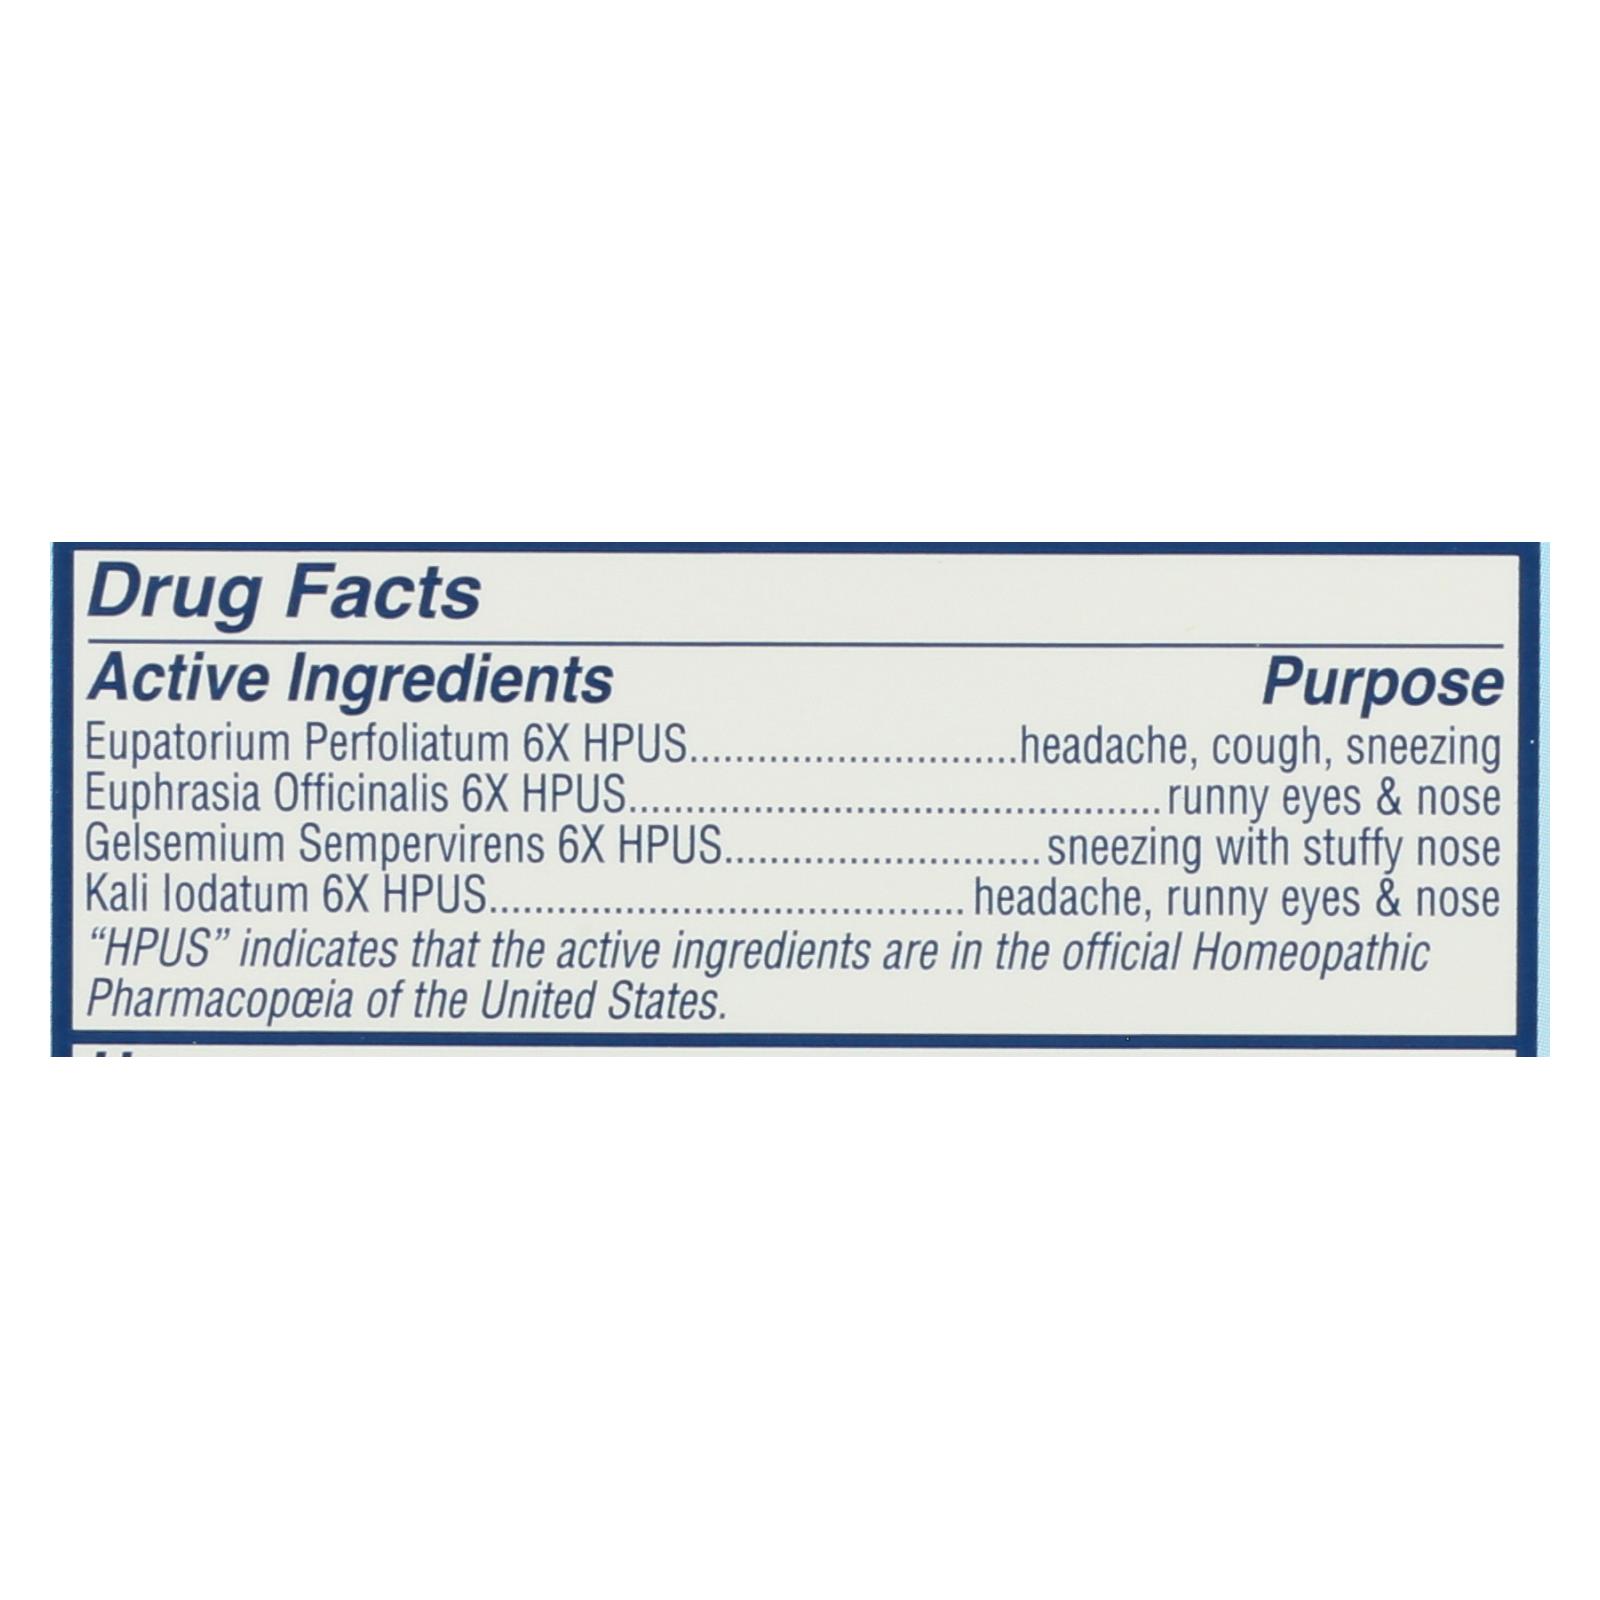 Drug Facts
Active Ingredients Purpose
Eupatorium Perfoliatum 6X HPUS.............................headache, cough, sneezing
Euphrasia Officinalis 6X HPUS...............................................runny eyes & nose
Gelsemium Sempervirens 6X HPUS............................sneezing with stuffy nose
Kali Iodatum 6X HPUS..........................................headache, runny eyes & nose
“HPUS” indicates that the active ingredients are in the official Homeopathic
Pharmacopœia of the United States.